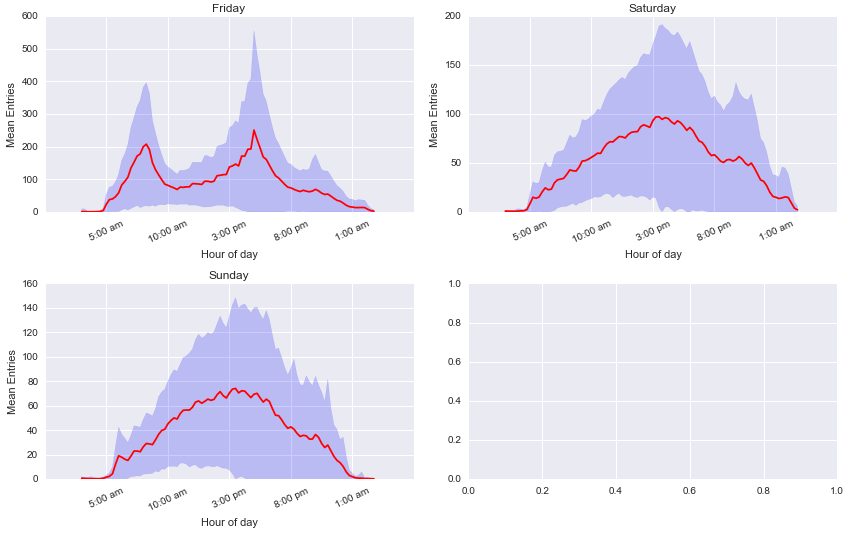 Friday
600
500
400
300
200
100
0
Mean Entries
5:00 am
10:00 am
3:00 pm
8:00 pm
1:00 am
Hour of day
Saturday
200
150
100
50
0
Mean Entries
5:00 am
10:00 am
3:00 pm
8:00 pm
1:00 am
Hour of day
Sunday
160
140
120
100
80
60
40
20
0
Mean Entries
5:00 am
10:00 am
3:00 pm
8:00 pm
1:00 am
Hour of day
1.0
0.8
0.6
0.4
0.2
0.0
0.0
0.2
0.4
0.6
0.8
1.0